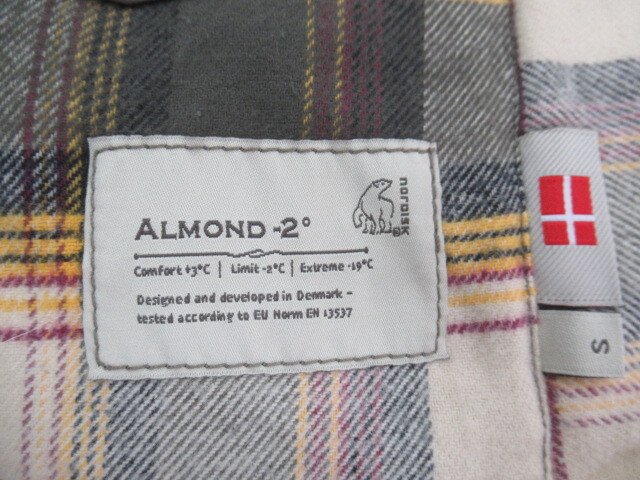 nordisk
ALMOND -2°
Comfort +3°C | Limit -2°C | Extreme -19°C
Designed and developed in Denmark -
tested according to EU Norm EN 13537
S